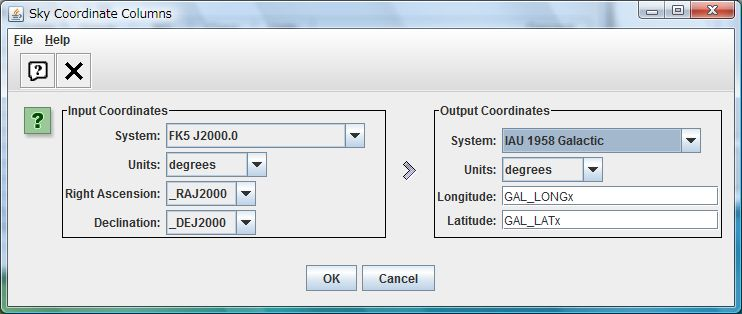 Sky Coordinate Columns
File Help
Input Coordinates
System: FK5 J2000.0
Units: degrees
Right Ascension: _RAJ2000
Declination: _DEJ2000
Output Coordinates
System: IAU 1958 Galactic
Units: degrees
Longitude: GAL_LONGx
Latitude: GAL_LATx
OK Cancel